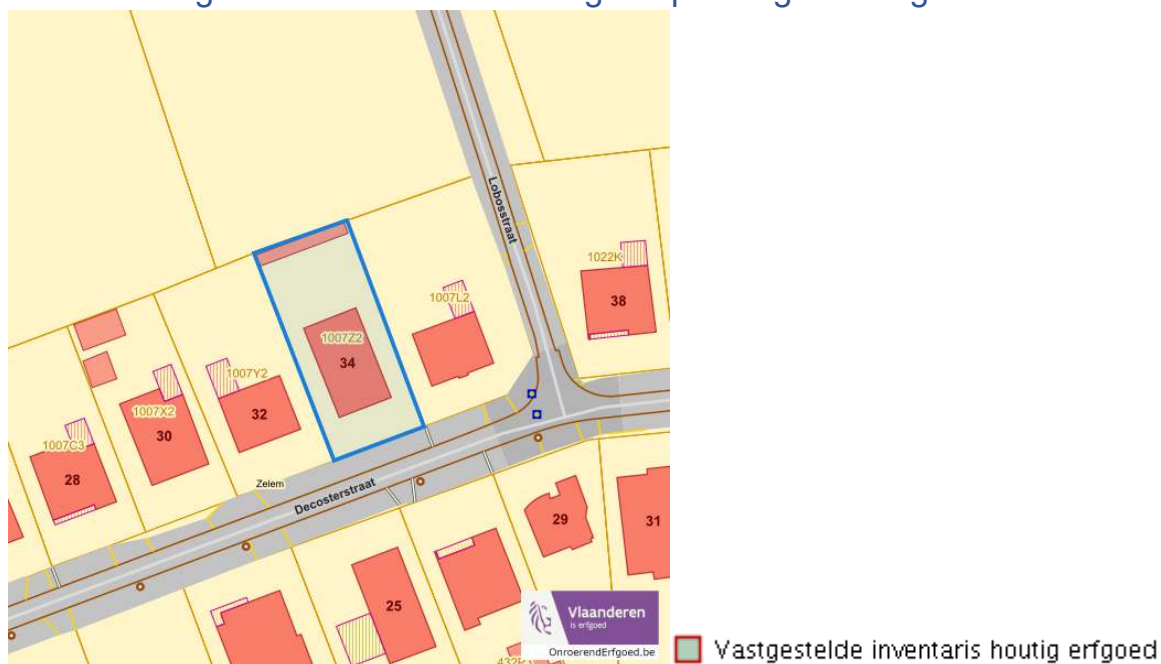 Lobosstraat
1022K
38
1007L2
1007Z2
34
1007Y2
32
1007X2
30
1007C3
28
Zelem
Decosterstraat
29
31
25
Vlaanderen
is erfgoed
OnroerendErfgoed.be
Vastgestelde inventaris houtig erfgoed